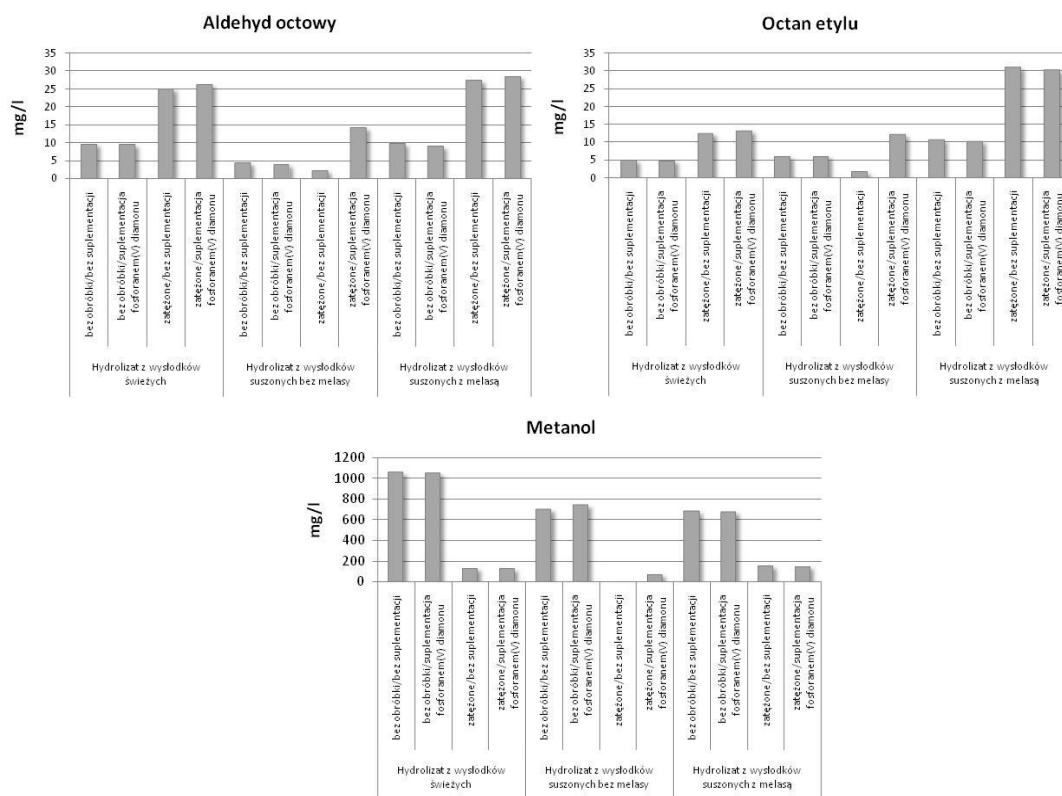 Aldehyd octowy
mg/l
35
30
25
20
15
10
5
0
bez obróbki/bez suplementacji
bez obróbki/suplementacja
fosforanem(V) diamonu
zatężone/bez suplementacji
zatężone/suplementacja
fosforanem(V) diamonu
bez obróbki/bez suplementacji
bez obróbki/suplementacja
fosforanem(V) diamonu
zatężone/bez suplementacji
zatężone/suplementacja
fosforanem(V) diamonu
bez obróbki/bez suplementacji
bez obróbki/suplementacja
fosforanem(V) diamonu
zatężone/bez suplementacji
zatężone/suplementacja
fosforanem(V) diamonu
Hydrolizat z wysłodków
świeżych
Hydrolizat z wysłodków
suszonych bez melasy
Hydrolizat z wysłodków
suszonych z melasą
Octan etylu
mg/l
35
30
25
20
15
10
5
0
bez obróbki/bez suplementacji
bez obróbki/suplementacja
fosforanem(V) diamonu
zatężone/bez suplementacji
zatężone/suplementacja
fosforanem(V) diamonu
bez obróbki/bez suplementacji
bez obróbki/suplementacja
fosforanem(V) diamonu
zatężone/bez suplementacji
zatężone/suplementacja
fosforanem(V) diamonu
bez obróbki/bez suplementacji
bez obróbki/suplementacja
fosforanem(V) diamonu
zatężone/bez suplementacji
zatężone/suplementacja
fosforanem(V) diamonu
Hydrolizat z wysłodków
świeżych
Hydrolizat z wysłodków
suszonych bez melasy
Hydrolizat z wysłodków
suszonych z melasą
Metanol
mg/l
1200
1000
800
600
400
200
0
bez obróbki/bez suplementacji
bez obróbki/suplementacja
fosforanem(V) diamonu
zatężone/bez suplementacji
zatężone/suplementacja
fosforanem(V) diamonu
bez obróbki/bez suplementacji
bez obróbki/suplementacja
fosforanem(V) diamonu
zatężone/bez suplementacji
zatężone/suplementacja
fosforanem(V) diamonu
bez obróbki/bez suplementacji
bez obróbki/suplementacja
fosforanem(V) diamonu
zatężone/bez suplementacji
zatężone/suplementacja
fosforanem(V) diamonu
Hydrolizat z wysłodków
świeżych
Hydrolizat z wysłodków
suszonych bez melasy
Hydrolizat z wysłodków
suszonych z melasą